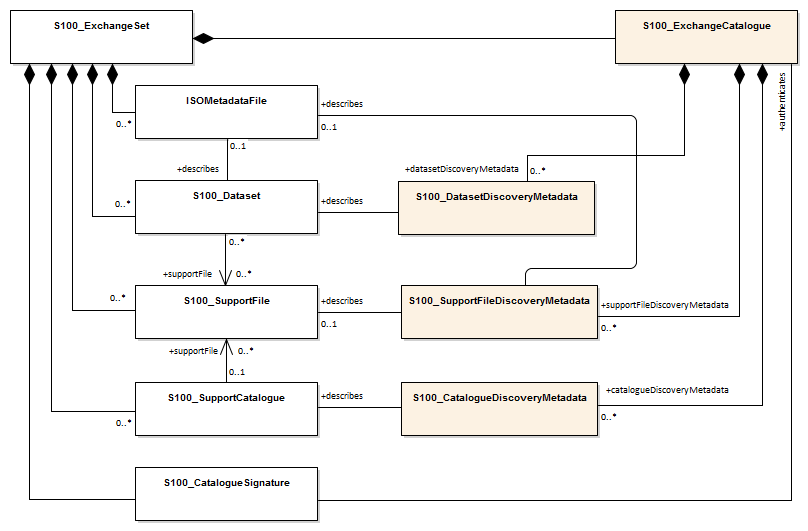 S100_ExchangeSet
S100_ExchangeCatalogue
+authenticates
ISOMetadataFile
+describes
0..*
0..1
0..1
+describes
+datasetDiscoveryMetadata
0..*
S100_Dataset
+describes
S100_DatasetDiscoveryMetadata
0..*
0..*
+supportFile
0..*
S100_SupportFile
+describes
S100_SupportFileDiscoveryMetadata
+supportFileDiscoveryMetadata
0..*
0..1
0..*
+supportFile
0..*
0..1
S100_SupportCatalogue
+describes
S100_CatalogueDiscoveryMetadata
+catalogueDiscoveryMetadata
0..*
0..*
S100_CatalogueSignature